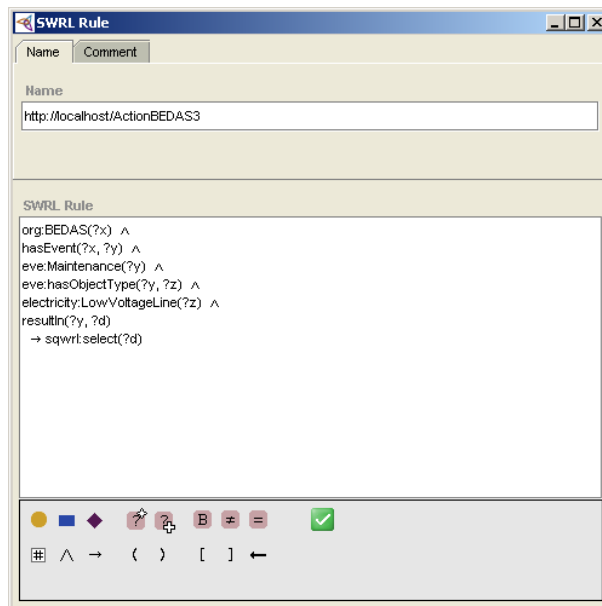 SWRL Rule
Name Comment
Name
http://localhost/ActionBEDAS3
SWRL Rule
org:BEDAS(?x) ∧
hasEvent(?x, ?y) ∧
eve:Maintenance(?y) ∧
eve:hasObjectType(?y, ?z) ∧
electricity:LowVoltageLine(?z) ∧
resultIn(?y, ?d)
→ sqwrl:select(?d)
? ? B ≠ =
# ∧ → ( ) [ ] ←